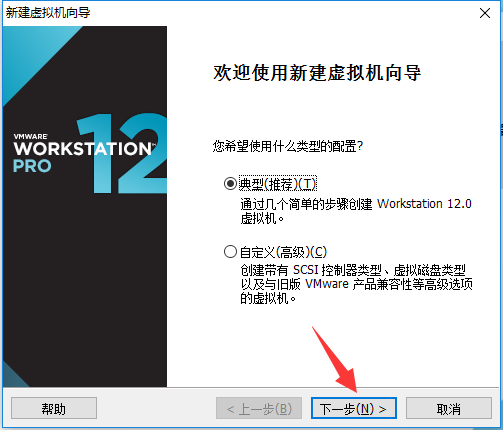 新建虚拟机向导
VMWARE
WORKSTATION™
PRO
12
欢迎使用新建虚拟机向导
您希望使用什么类型的配置?
典型(推荐)(T)
通过几个简单的步骤创建 Workstation 12.0
虚拟机。
自定义(高级)(C)
创建带有 SCSI 控制器类型、虚拟磁盘类型
以及与旧版 VMware 产品兼容性等高级选项
的虚拟机。
帮助
< 上一步(B)
下一步(N) >
取消